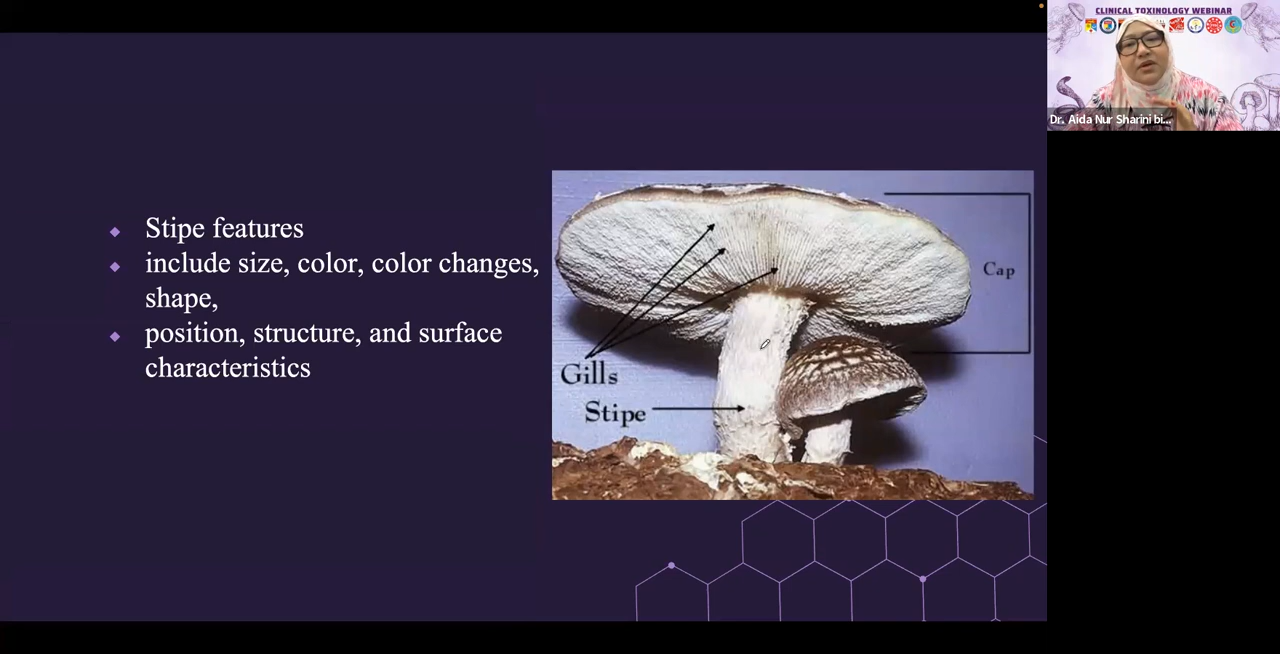 CLINICAL TOXINOLOGY WEBINAR
Dr. Aida Nur Sharini bi...
Stipe features
include size, color, color changes,
shape,
position, structure, and surface
characteristics
Cap
Gills
Stipe